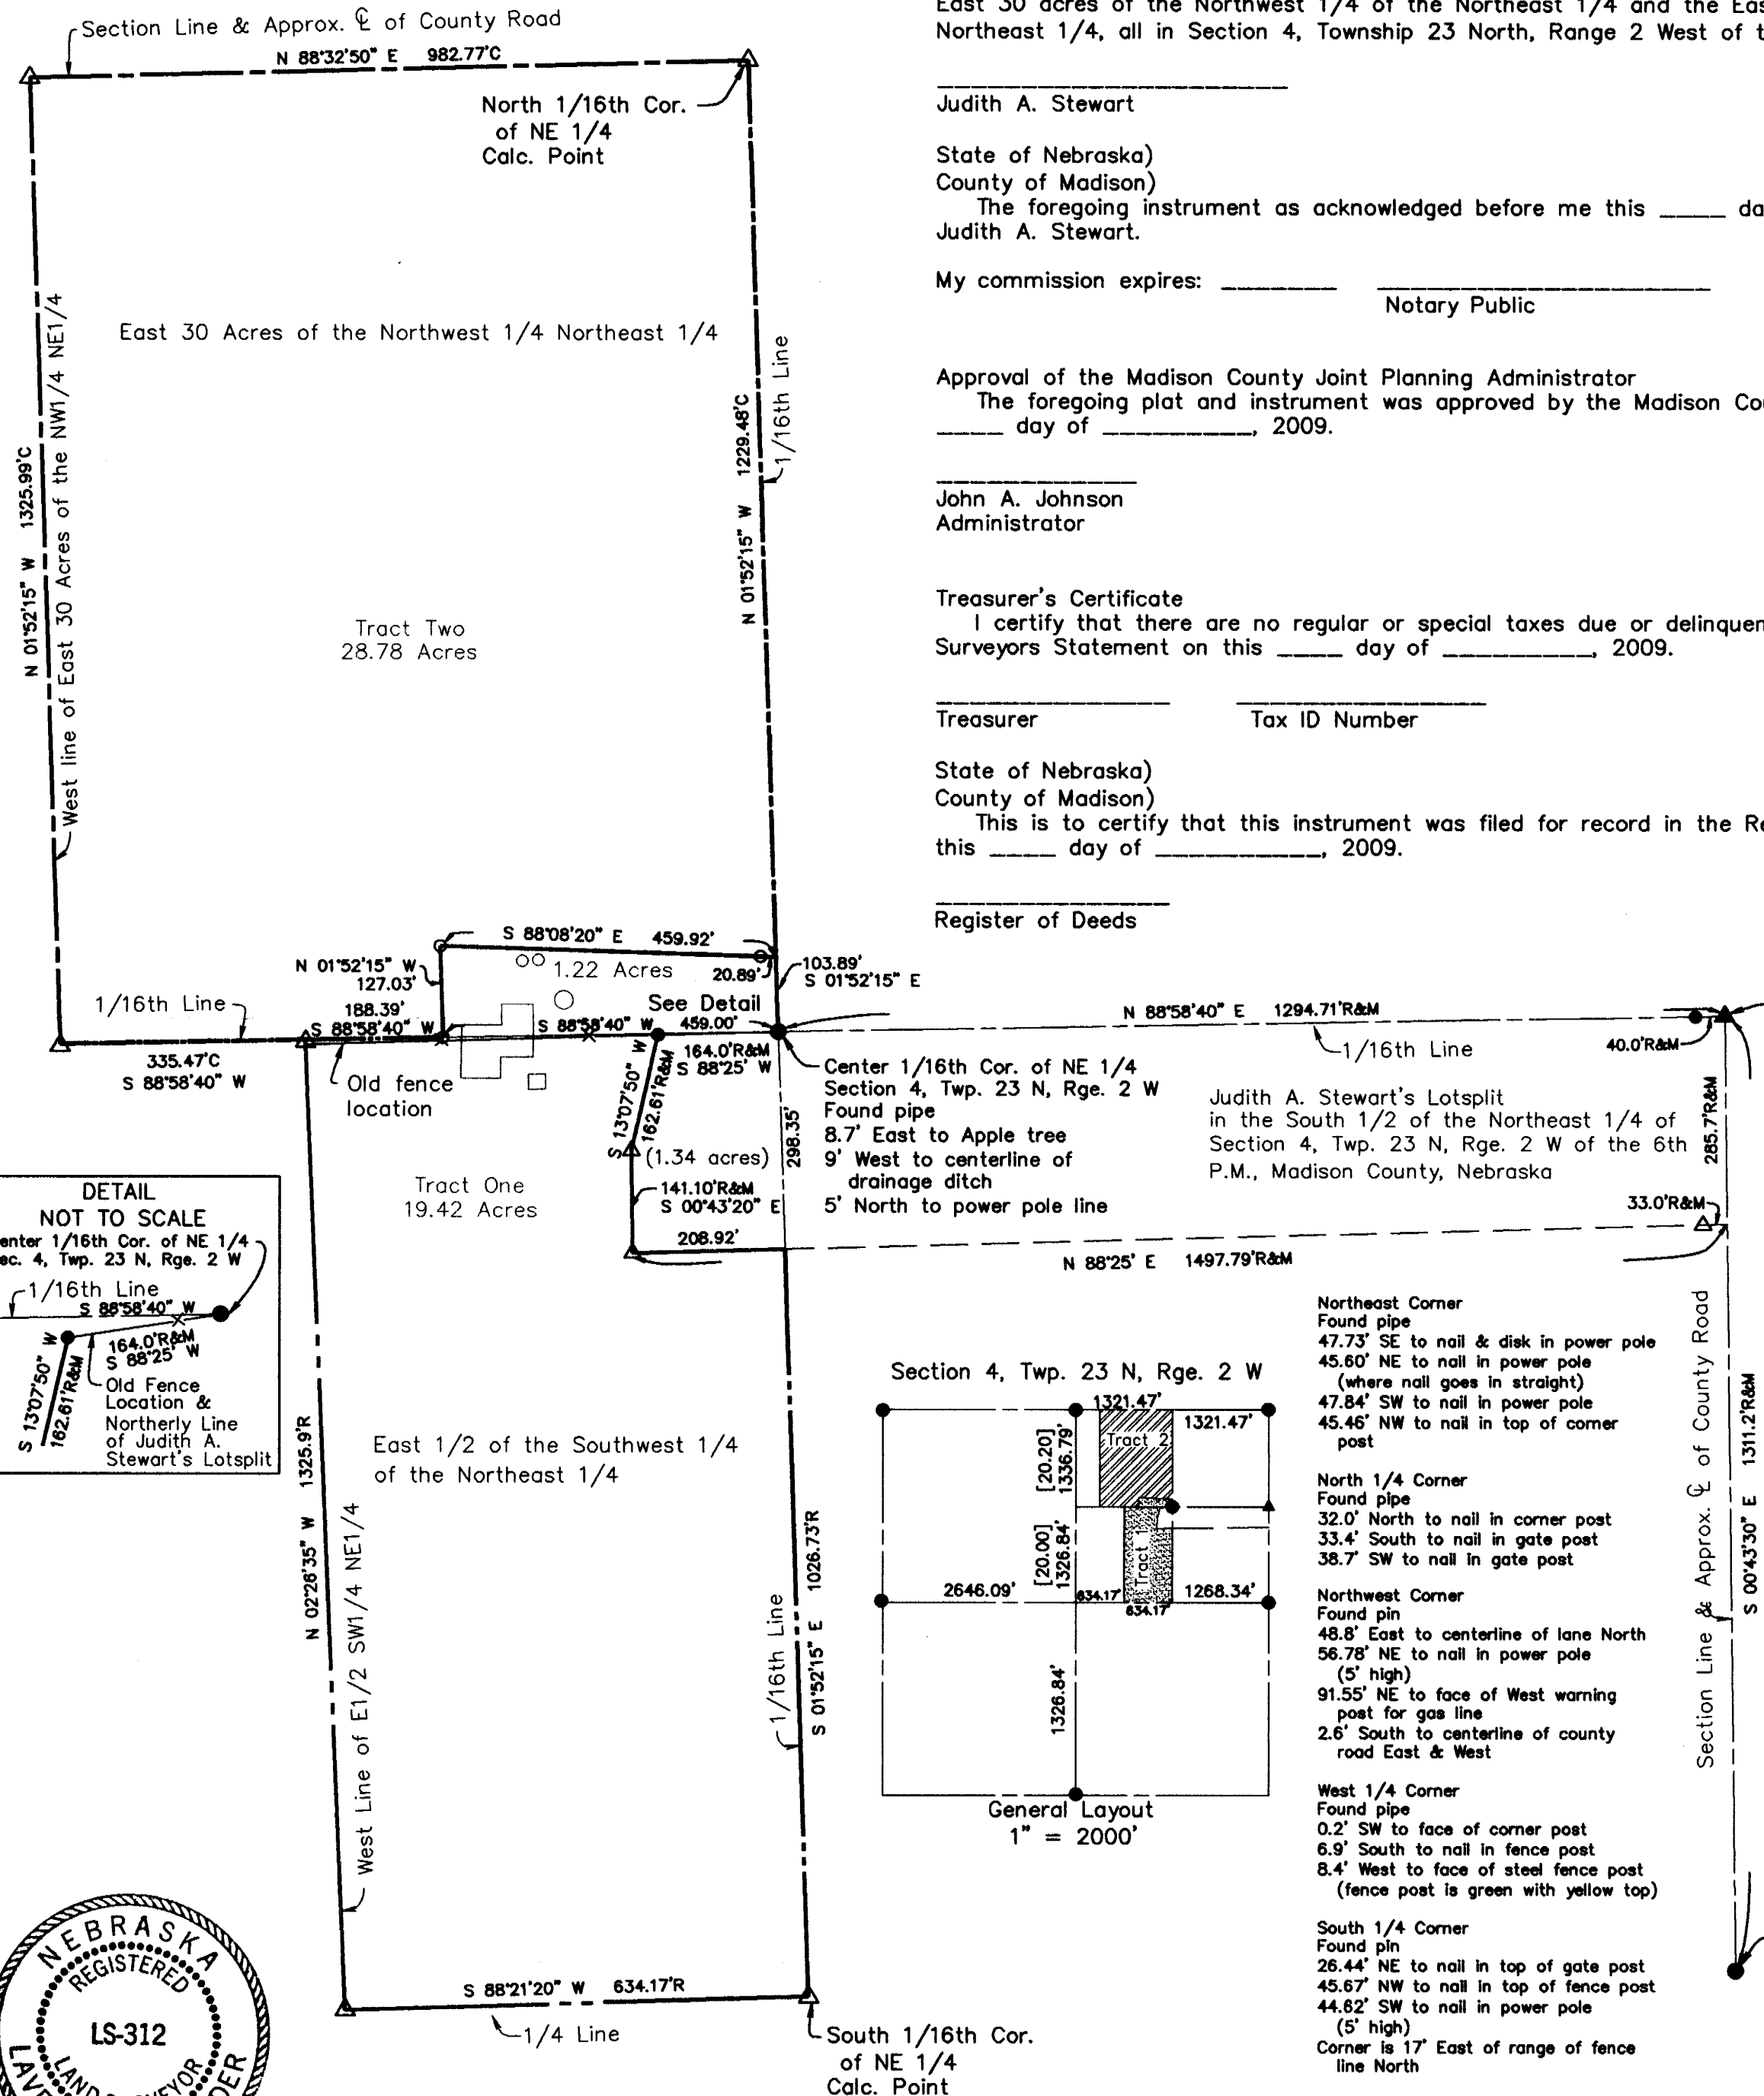 Section Line & Approx. ℄ of County Road
N 88°32'50" E 982.77'C
North 1/16th Cor.
of NE 1/4
Calc. Point
East 30 Acres of the Northwest 1/4 Northeast 1/4
N 01°52'15" W 1325.99'C
West line of East 30 Acres of the NW1/4 NE1/4
N 01°52'15" W 1229.48'C
1/16th Line
Tract Two
28.78 Acres
S 88°08'20" E 459.92'
N 01°52'15" W
127.03'
1.22 Acres
20.89'
103.89'
S 01°52'15" E
1/16th Line
188.39'
S 88°58'40" W
See Detail
S 88°58'40" W 459.00'
335.47'C
S 88°58'40" W
Old fence
location
164.0'R&M
S 88°25' W
S 13°07'50" W
162.61'R&M
(1.34 acres)
298.35'
141.10'R&M
S 00°43'20" E
208.92'
Tract One
19.42 Acres
Center 1/16th Cor. of NE 1/4
Section 4, Twp. 23 N, Rge. 2 W
Found pipe
8.7' East to Apple tree
9' West to centerline of
drainage ditch
5' North to power pole line
N 88°58'40" E 1294.71'R&M
1/16th Line
40.0'R&M
Judith A. Stewart's Lotsplit
in the South 1/2 of the Northeast 1/4 of
Section 4, Twp. 23 N, Rge. 2 W of the 6th
P.M., Madison County, Nebraska
285.7'R&M
33.0'R&M
N 88°25' E 1497.79'R&M
DETAIL
NOT TO SCALE
enter 1/16th Cor. of NE 1/4
ec. 4, Twp. 23 N, Rge. 2 W
1/16th Line
S 88°58'40" W
164.0'R&M
S 88°25' W
S 13°07'50" W
162.61'R&M
Old Fence
Location &
Northerly Line
of Judith A.
Stewart's Lotsplit
N 02°26'35" W 1325.9'R
West Line of E1/2 SW1/4 NE1/4
East 1/2 of the Southwest 1/4
of the Northeast 1/4
S 01°52'15" E 1026.73'R
1/16th Line
S 88°21'20" W 634.17'R
1/4 Line
South 1/16th Cor.
of NE 1/4
Calc. Point
NEBRASKA
REGISTERED
LS-312
LAND SURVEYOR
East 30 acres of the Northwest 1/4 of the Northeast 1/4 and the Eas
Northeast 1/4, all in Section 4, Township 23 North, Range 2 West of t
Judith A. Stewart
State of Nebraska)
County of Madison)
The foregoing instrument as acknowledged before me this _____ da
Judith A. Stewart.
My commission expires: _________
Notary Public
Approval of the Madison County Joint Planning Administrator
The foregoing plat and instrument was approved by the Madison Co
_____ day of ___________, 2009.
John A. Johnson
Administrator
Treasurer's Certificate
I certify that there are no regular or special taxes due or delinquen
Surveyors Statement on this _____ day of ___________, 2009.
Treasurer Tax ID Number
State of Nebraska)
County of Madison)
This is to certify that this instrument was filed for record in the Re
this _____ day of ____________, 2009.
Register of Deeds
Section 4, Twp. 23 N, Rge. 2 W
1321.47'
1321.47'
Tract 2
[20.20]
1336.79'
[20.00]
1326.84'
Tract 1
2646.09'
634.17'
634.17'
1268.34'
1326.84'
General Layout
1" = 2000'
Northeast Corner
Found pipe
47.73' SE to nail & disk in power pole
45.60' NE to nail in power pole
(where nail goes in straight)
47.84' SW to nail in power pole
45.46' NW to nail in top of corner
post
North 1/4 Corner
Found pipe
32.0' North to nail in corner post
33.4' South to nail in gate post
38.7' SW to nail in gate post
Northwest Corner
Found pin
48.8' East to centerline of lane North
56.78' NE to nail in power pole
(5' high)
91.55' NE to face of West warning
post for gas line
2.6' South to centerline of county
road East & West
West 1/4 Corner
Found pipe
0.2' SW to face of corner post
6.9' South to nail in fence post
8.4' West to face of steel fence post
(fence post is green with yellow top)
South 1/4 Corner
Found pin
26.44' NE to nail in top of gate post
45.67' NW to nail in top of fence post
44.62' SW to nail in power pole
(5' high)
Corner is 17' East of range of fence
line North
Section Line & Approx. ℄ of County Road
S 00°43'30" E 1311.2'R&M